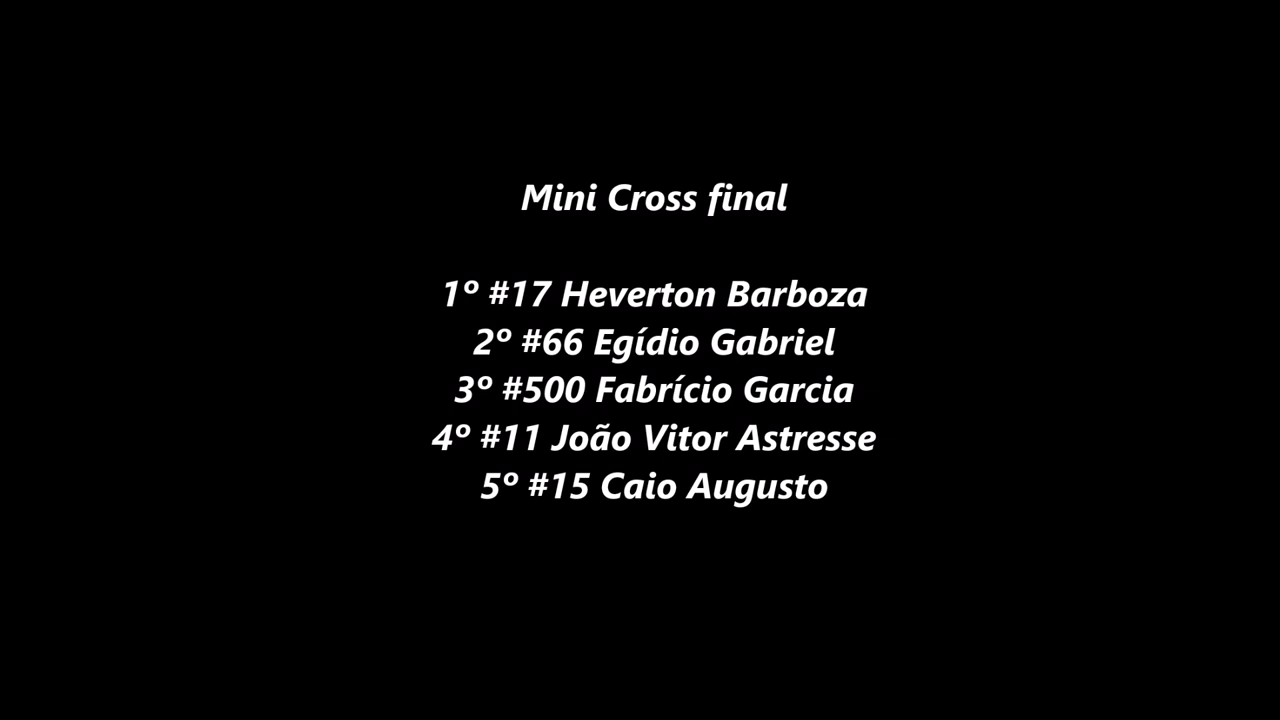 Mini Cross final
1º #17 Heverton Barboza
2º #66 Egídio Gabriel
3º #500 Fabrício Garcia
4º #11 João Vitor Astresse
5º #15 Caio Augusto